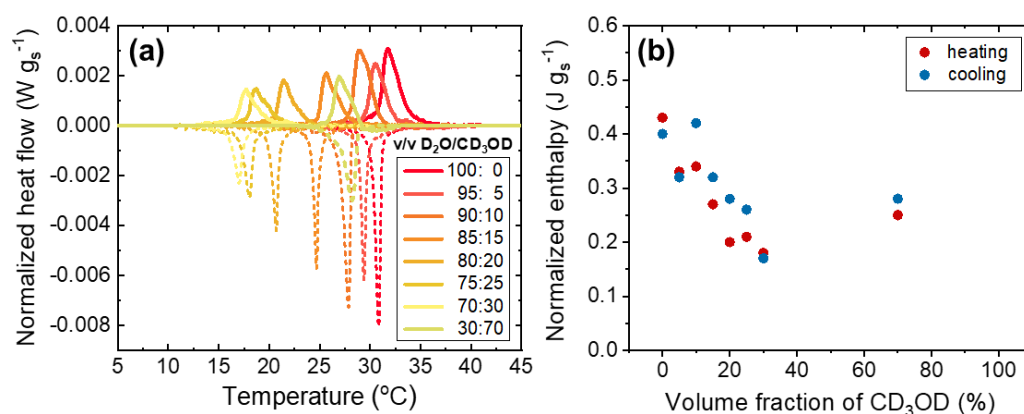 (a)
Normalized heat flow (W gₛ⁻¹)
0.004
0.002
0.000
-0.002
-0.004
-0.006
-0.008
v/v D₂O/CD₃OD
100: 0
95: 5
90:10
85:15
80:20
75:25
70:30
30:70
5 10 15 20 25 30 35 40 45
Temperature (ºC)
(b)
Normalized enthalpy (J gₛ⁻¹)
0.6
0.5
0.4
0.3
0.2
0.1
0.0
heating
cooling
0 20 40 60 80 100
Volume fraction of CD₃OD (%)